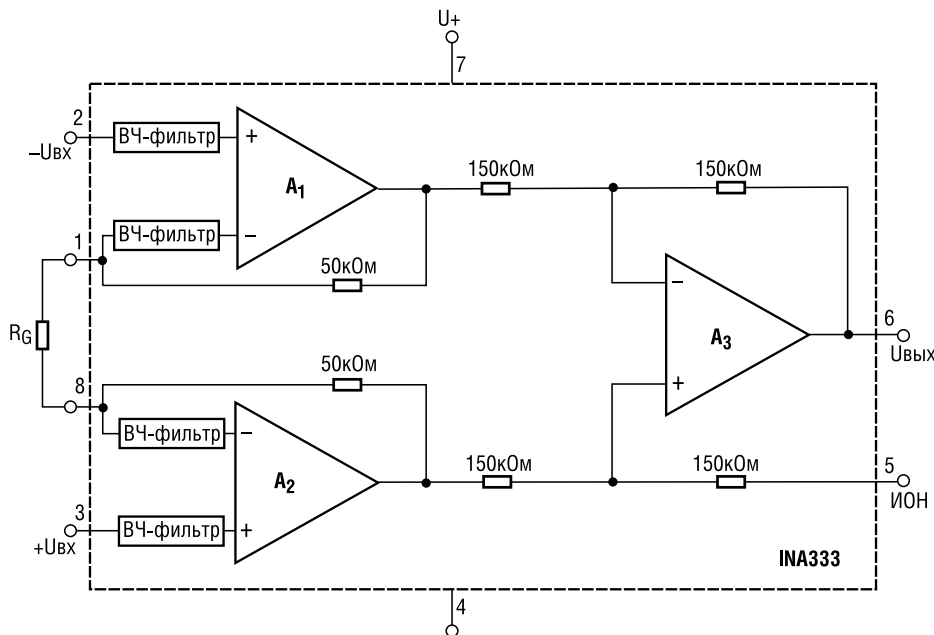 U+
7
2
–Uвх
ВЧ-фильтр
+
A1
150кОм
150кОм
1
ВЧ-фильтр
–
50кОм
RG
–
A3
6
Uвых
8
50кОм
+
ВЧ-фильтр
–
A2
150кОм
150кОм
5
ИОН
3
+Uвх
ВЧ-фильтр
+
INA333
4